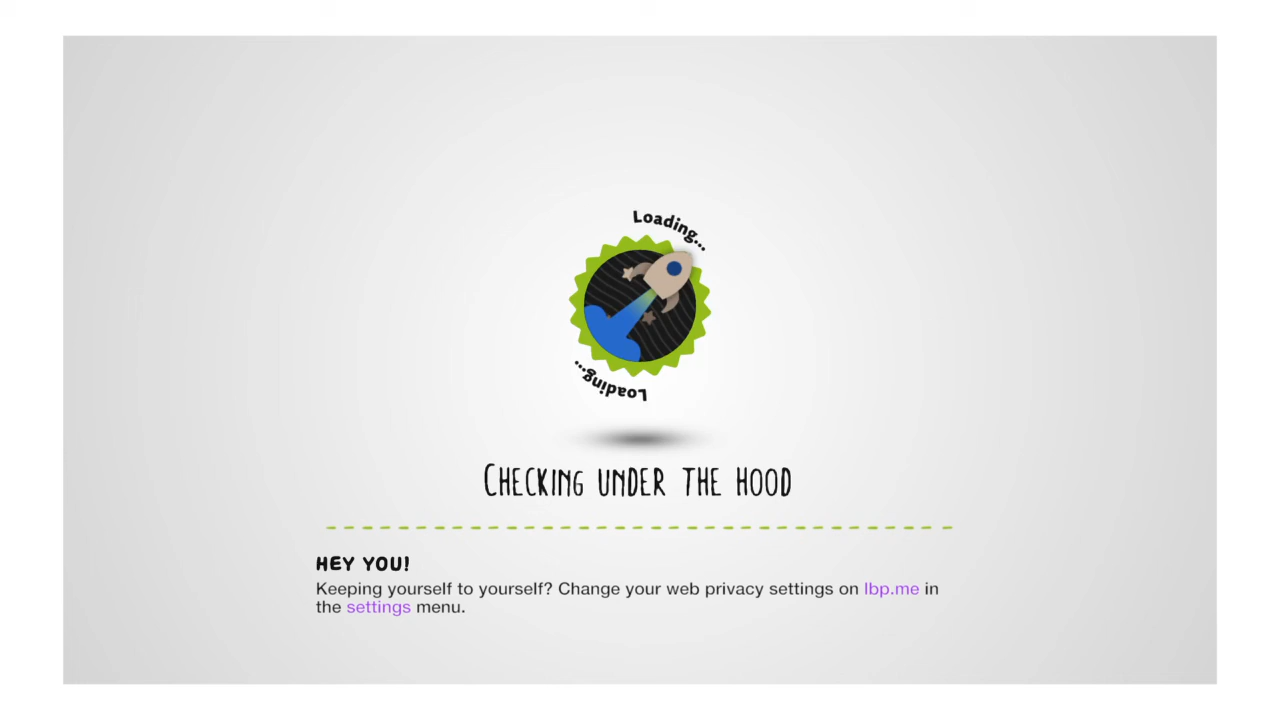 Loading...
Loading...
Checking under the hood
HEY YOU!
Keeping yourself to yourself? Change your web privacy settings on lbp.me in
the settings menu.